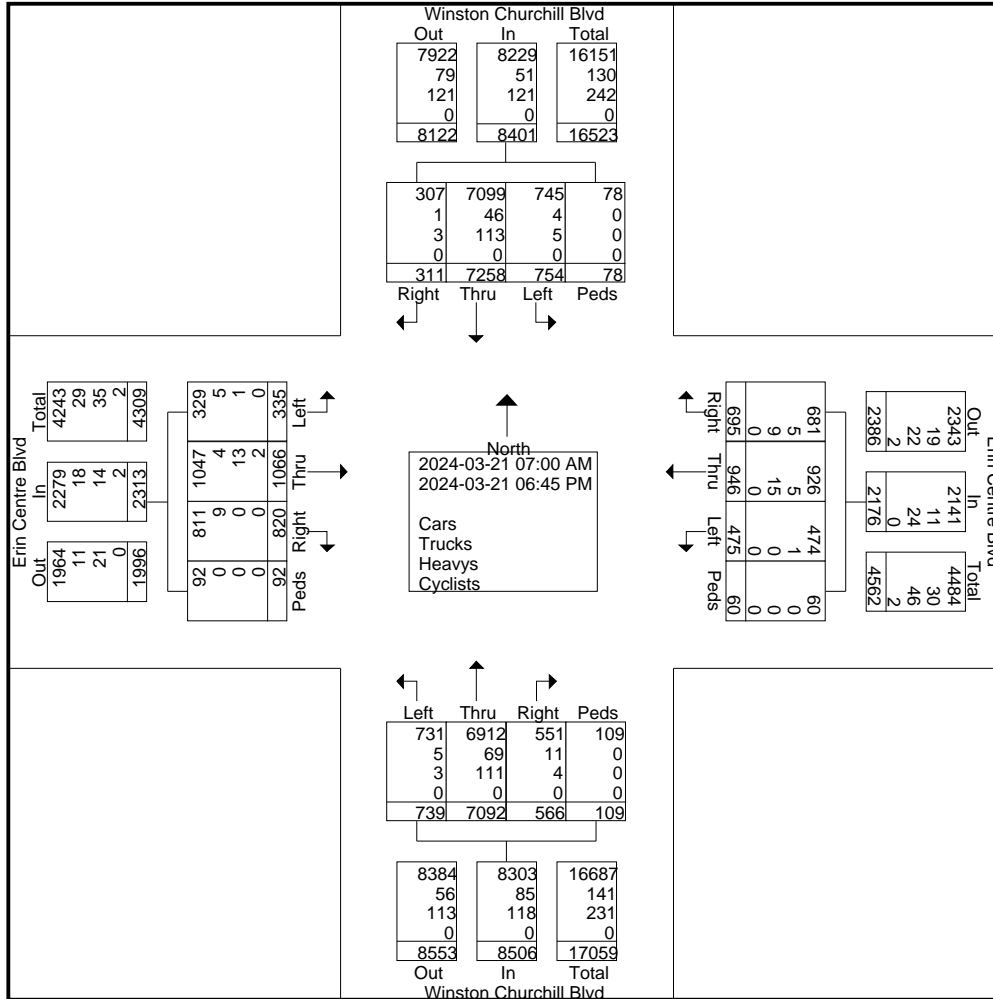 Winston Churchill Blvd
Out In Total
7922 8229 16151
79 51 130
121 121 242
0 0 0
8122 8401 16523
307 7099 745 78
1 46 4 0
3 113 5 0
0 0 0 0
311 7258 754 78
Right Thru Left Peds
Erin Centre Blvd
Total In Out
4243 2279 1964
29 18 11
35 14 21
2 2 0
4309 2313 1996
329 1047 811 92
5 4 9 0
1 13 0 0
0 2 0 0
335 1066 820 92
Left Thru Right Peds
North
2024-03-21 07:00 AM
2024-03-21 06:45 PM
Cars
Trucks
Heavys
Cyclists
Right Thru Left Peds
695 946 475 60
0 0 0 0
9 15 0 0
5 5 1 0
681 926 474 60
Erin Centre Blvd
Out In Total
2343 2141 4484
19 11 30
22 24 46
2 0 2
2386 2176 4562
Left Thru Right Peds
731 6912 551 109
5 69 11 0
3 111 4 0
0 0 0 0
739 7092 566 109
8384 8303 16687
56 85 141
113 118 231
0 0 0
8553 8506 17059
Out In Total
Winston Churchill Blvd